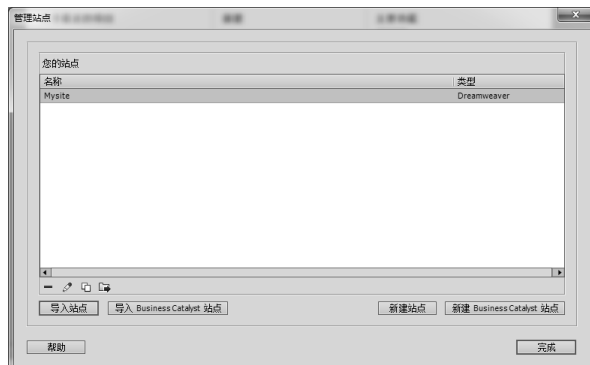 管理站点
您的站点
名称 类型
Mysite Dreamweaver
导入站点 导入 Business Catalyst 站点 新建站点 新建 Business Catalyst 站点
帮助 完成